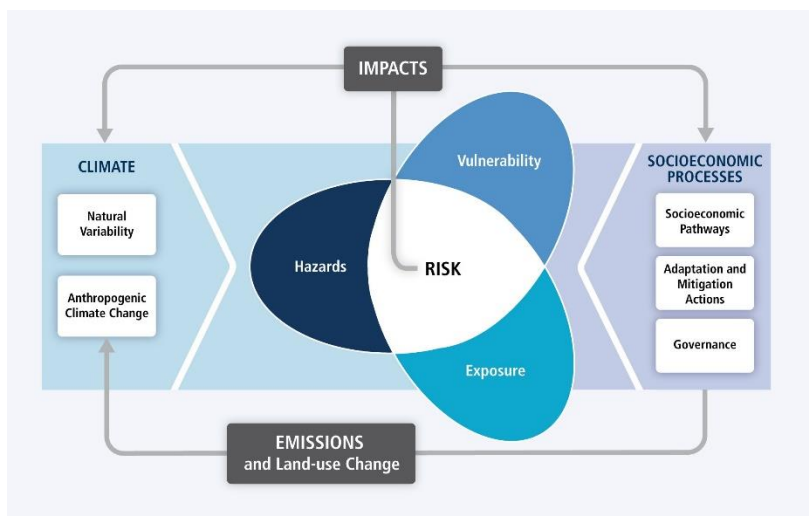 IMPACTS
CLIMATE
Natural
Variability
Anthropogenic
Climate Change
Vulnerability
Hazards
RISK
Exposure
SOCIOECONOMIC
PROCESSES
Socioeconomic
Pathways
Adaptation and
Mitigation
Actions
Governance
EMISSIONS
and Land-use Change